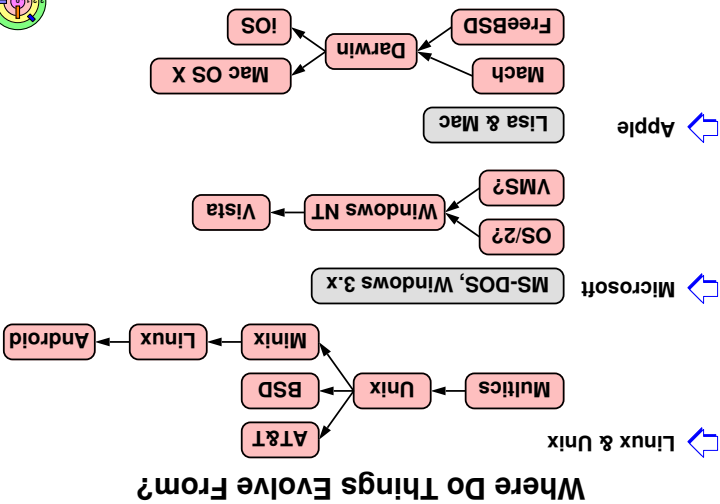 Where Do Things Evolve From?
Linux & Unix
AT&T
Multics Unix BSD
Minix Linux Android
Microsoft MS-DOS, Windows 3.x
OS/2?
Windows NT Vista
VMS?
Apple Lisa & Mac
Mach Mac OS X
Darwin
FreeBSD iOS